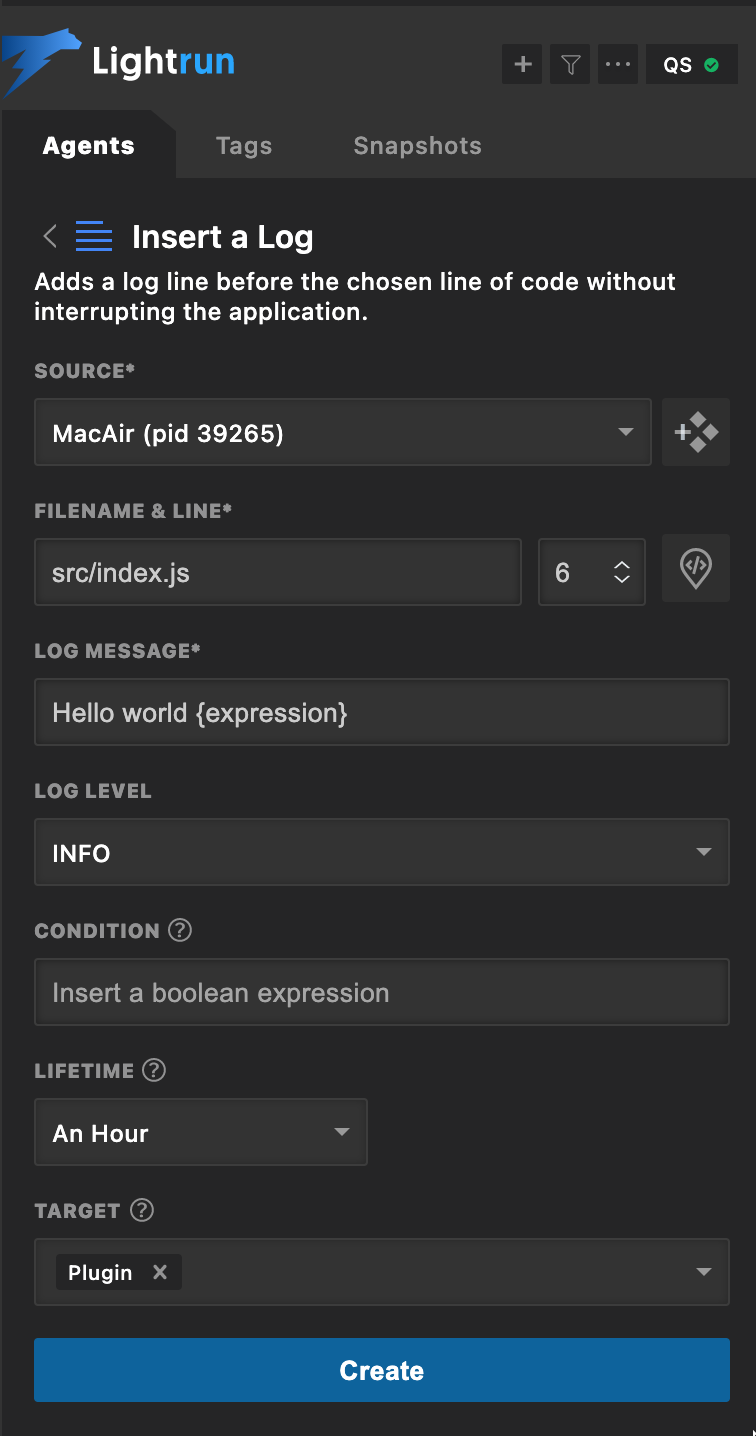 Lightrun
QS
Agents
Tags
Snapshots
Insert a Log
Adds a log line before the chosen line of code without
interrupting the application.
SOURCE*
MacAir (pid 39265)
FILENAME & LINE*
src/index.js
6
LOG MESSAGE*
Hello world {expression}
LOG LEVEL
INFO
CONDITION
Insert a boolean expression
LIFETIME
An Hour
TARGET
Plugin
Create